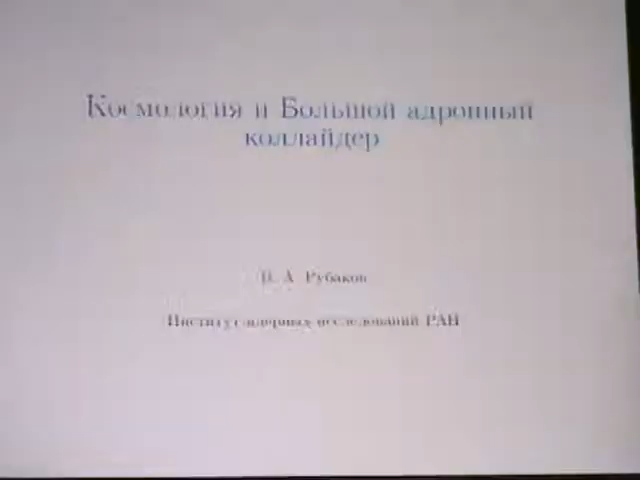 Космология и Большой адронный
коллайдер
В. А. Рубаков
Институт ядерных исследований РАН